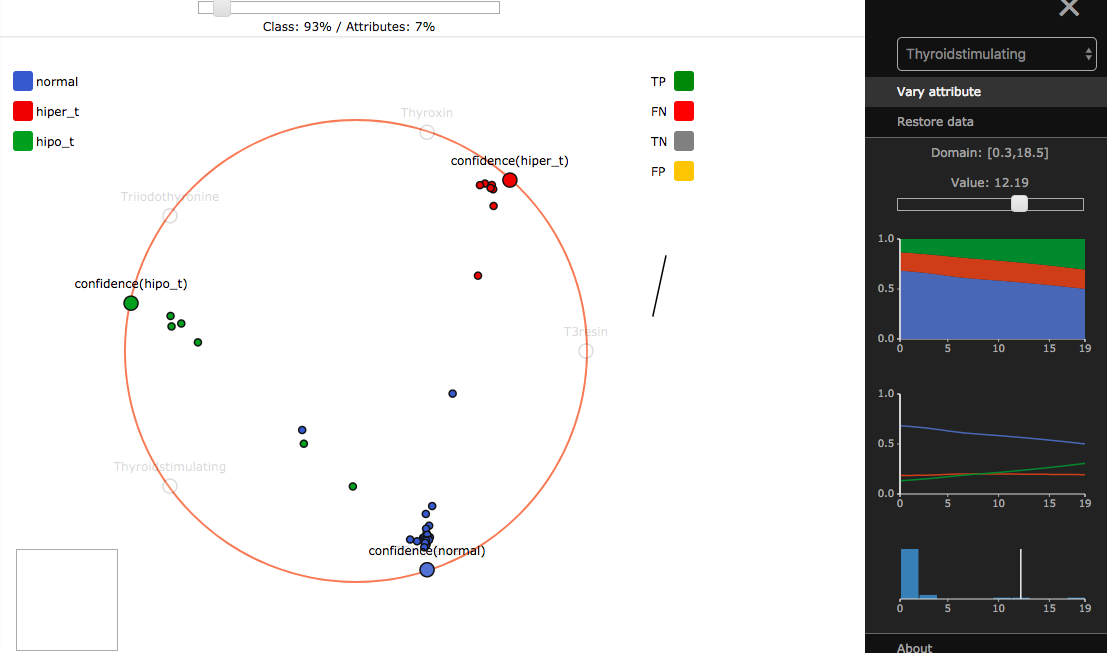 Class: 93% / Attributes: 7%
normal
hiper_t
hipo_t
TP
FN
TN
FP
Thyroxin
confidence(hiper_t)
Triiodothyronine
confidence(hipo_t)
T3resin
Thyroidstimulating
confidence(normal)
Thyroidstimulating
Vary attribute
Restore data
Domain: [0.3,18.5]
Value: 12.19
1.0
0.5
0.0
0 5 10 15 19
1.0
0.5
0.0
0 5 10 15 19
0 5 10 15 19
About